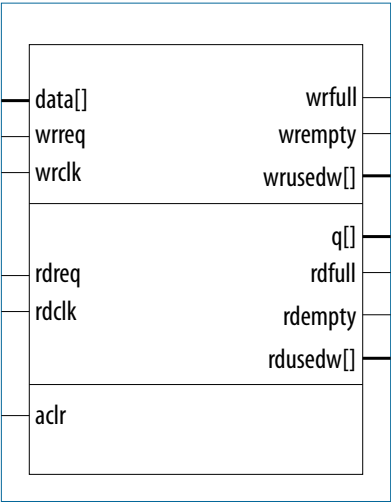 data[]
wrreq
wrclk
wrfull
wrempty
wrusedw[]
rdreq
rdclk
q[]
rdfull
rdempty
rdusedw[]
aclr